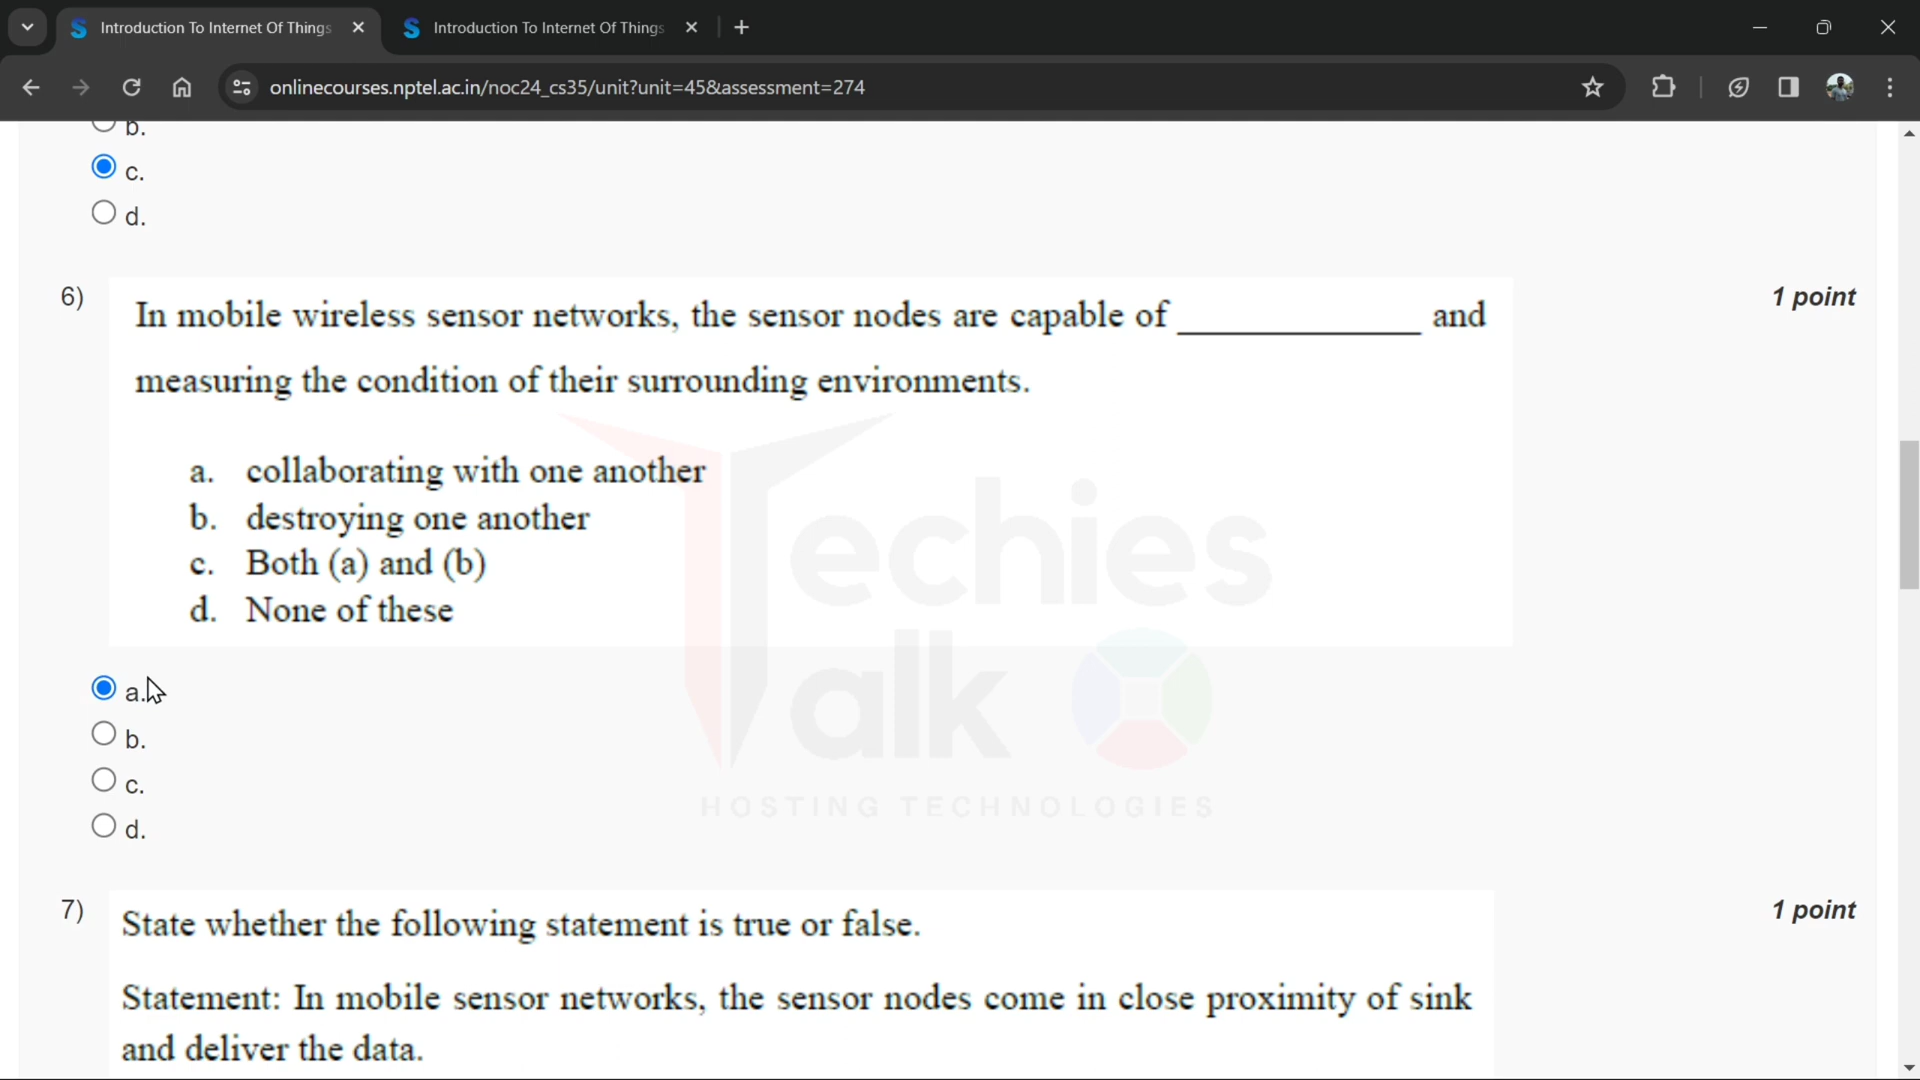 Introduction To Internet Of Things
Introduction To Internet Of Things
onlinecourses.nptel.ac.in/noc24_cs35/unit?unit=45&assessment=274
b.
c.
d.
6)
In mobile wireless sensor networks, the sensor nodes are capable of ______________ and
measuring the condition of their surrounding environments.
1 point
a. collaborating with one another
b. destroying one another
c. Both (a) and (b)
d. None of these
Techies
Talk
HOSTING TECHNOLOGIES
a.
b.
c.
d.
7)
State whether the following statement is true or false.
1 point
Statement: In mobile sensor networks, the sensor nodes come in close proximity of sink
and deliver the data.